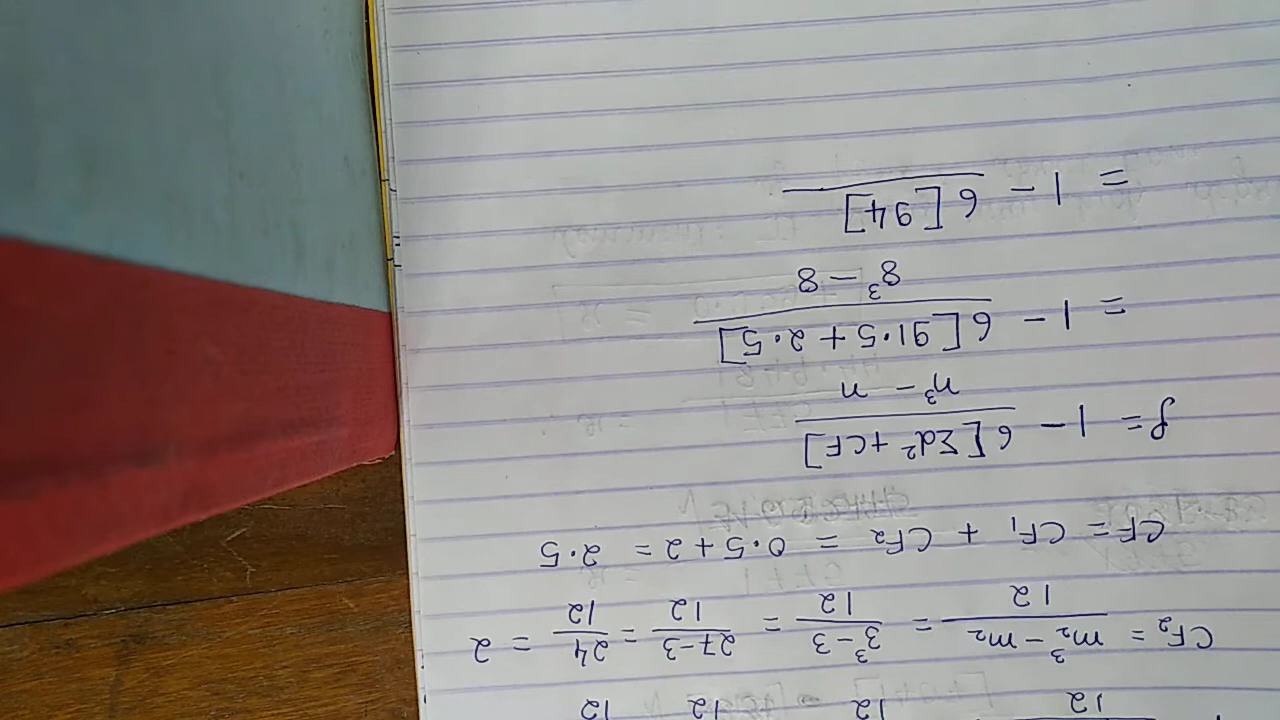 12 12 12 12
CF₂ = m₂³ - m₂ / 12 = 3³ - 3 / 12 = 27 - 3 / 12 = 24 / 12 = 2
CF = CF₁ + CF₂ = 0.5 + 2 = 2.5
ρ = 1 - 6[Σd² + CF] / n³ - n
= 1 - 6[91.5 + 2.5] / 8³ - 8
= 1 - 6[94]